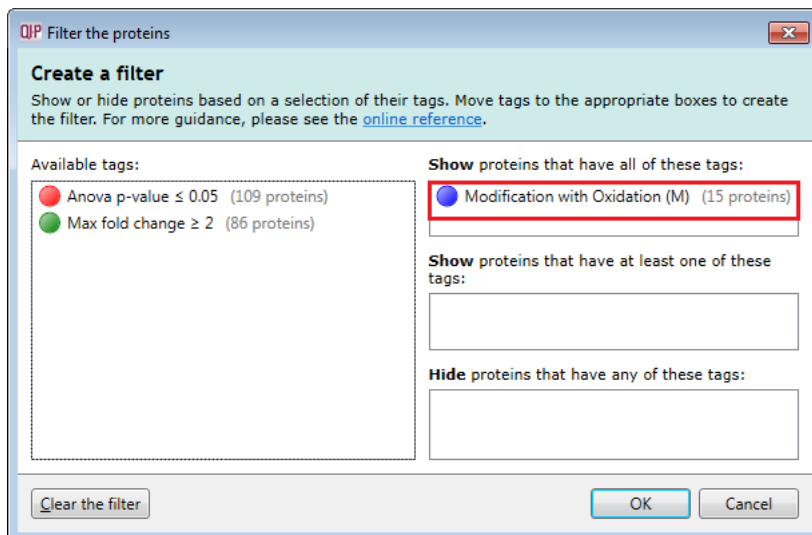 QIP Filter the proteins
Create a filter
Show or hide proteins based on a selection of their tags. Move tags to the appropriate boxes to create
the filter. For more guidance, please see the online reference.
Available tags:
Anova p-value ≤ 0.05 (109 proteins)
Max fold change ≥ 2 (86 proteins)
Show proteins that have all of these tags:
Modification with Oxidation (M) (15 proteins)
Show proteins that have at least one of these
tags:
Hide proteins that have any of these tags:
Clear the filter
OK
Cancel